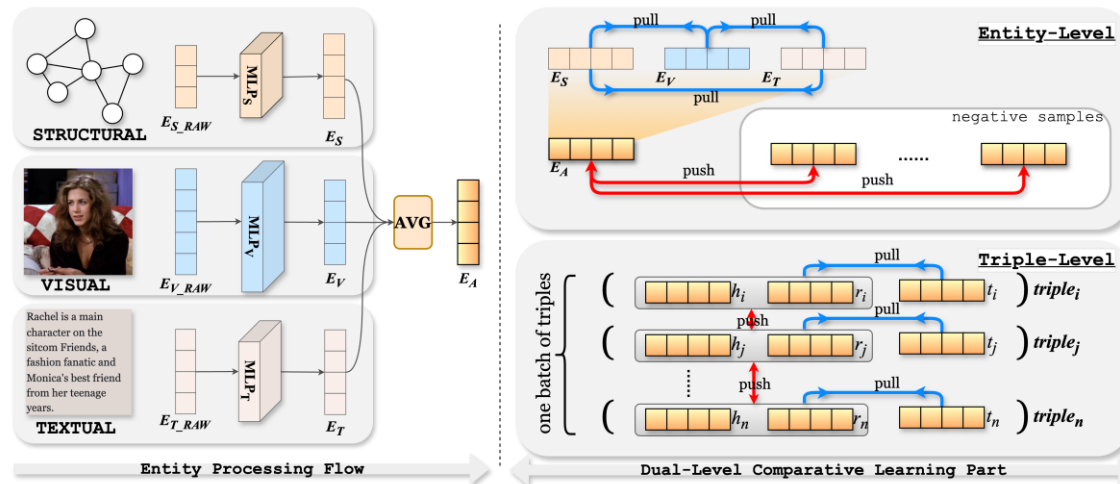 STRUCTURAL
E_S_RAW
MLP_S
E_S
VISUAL
E_V_RAW
MLP_V
E_V
Rachel is a main
character on the
sitcom Friends, a
fashion fanatic and
Monica's best friend
from her teenage
years.
TEXTUAL
E_T_RAW
MLP_T
E_T
AVG
E_A
Entity Processing Flow
Entity-Level
pull
pull
E_S
E_V
E_T
pull
negative samples
E_A
......
push
push
Triple-Level
one batch of triples
pull
( h_i r_i t_i ) triple_i
push
pull
( h_j r_j t_j ) triple_j
......
push
pull
( h_n r_n t_n ) triple_n
Dual-Level Comparative Learning Part